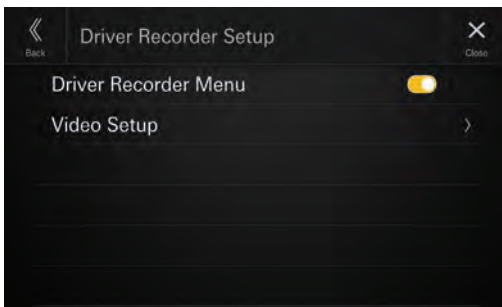 Back
Driver Recorder Setup
Close
Driver Recorder Menu
Video Setup